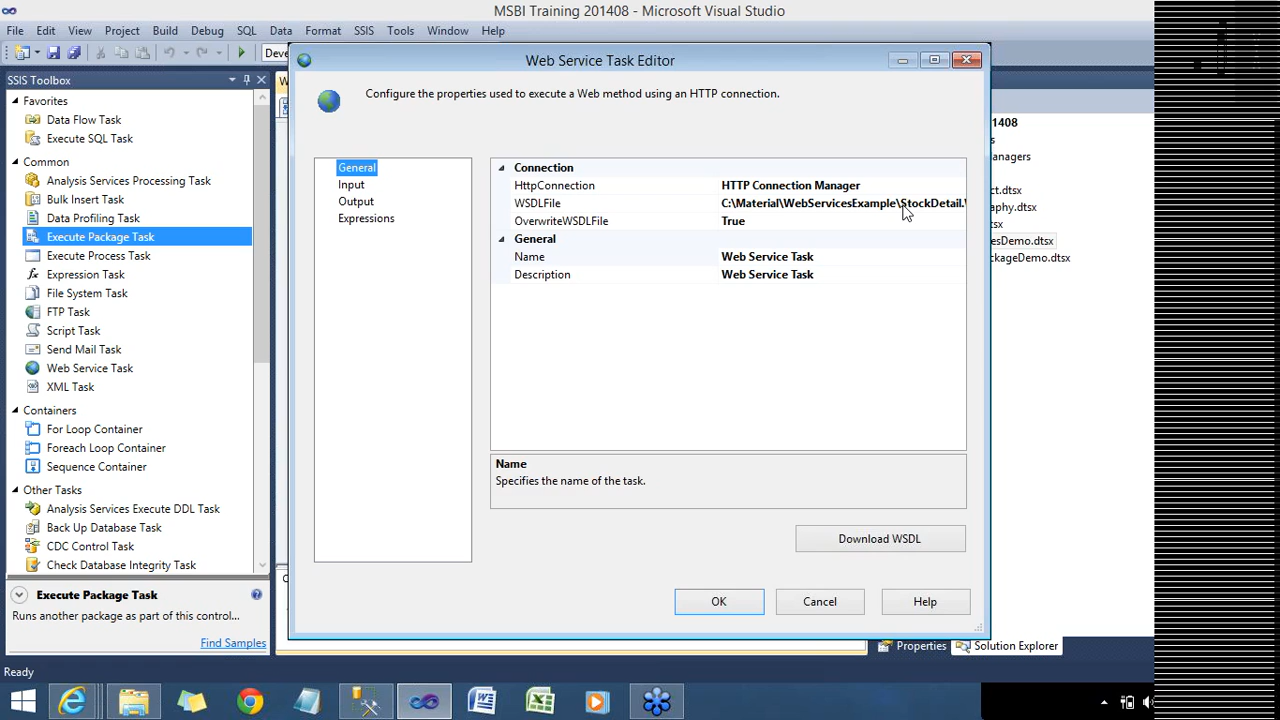 MSBI Training 201408 - Microsoft Visual Studio
File Edit View Project Build Debug SQL Data Format SSIS Tools Window Help
SSIS Toolbox
Favorites
Data Flow Task
Execute SQL Task
Common
Analysis Services Processing Task
Bulk Insert Task
Data Profiling Task
Execute Package Task
Execute Process Task
Expression Task
File System Task
FTP Task
Script Task
Send Mail Task
Web Service Task
XML Task
Containers
For Loop Container
Foreach Loop Container
Sequence Container
Other Tasks
Analysis Services Execute DDL Task
Back Up Database Task
CDC Control Task
Check Database Integrity Task
Execute Package Task
Runs another package as part of this control...
Find Samples
Web Service Task Editor
Configure the properties used to execute a Web method using an HTTP connection.
General
Input
Output
Expressions
Connection
HttpConnection HTTP Connection Manager
WSDLFile C:\Material\WebServicesExample\StockDetail.
OverwriteWSDLFile True
General
Name Web Service Task
Description Web Service Task
Name
Specifies the name of the task.
Download WSDL
OK Cancel Help
1408
anagers
ct.dtsx
phy.dtsx
sx
esDemo.dtsx
ckageDemo.dtsx
Properties Solution Explorer
Ready